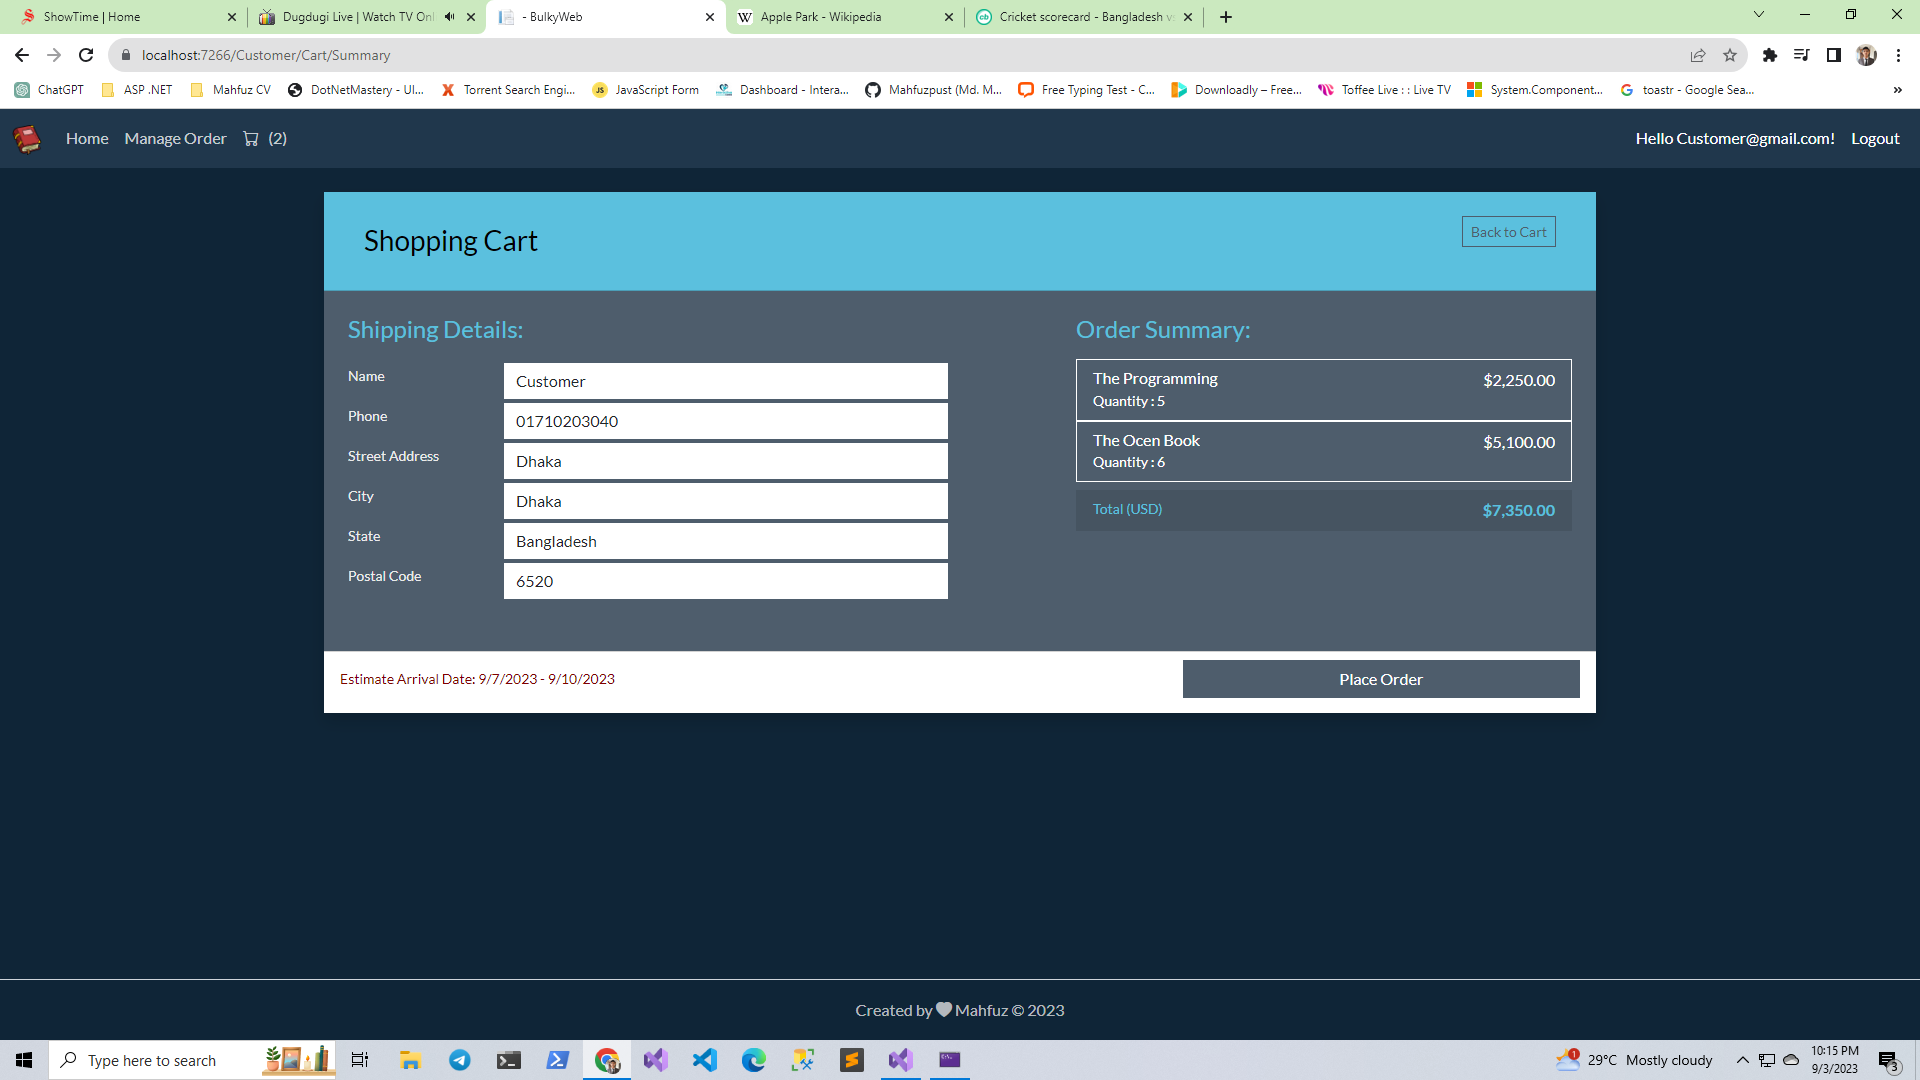 ShowTime | Home
Dugdugi Live | Watch TV Onl
- BulkyWeb
Apple Park - Wikipedia
Cricket scorecard - Bangladesh v
localhost:7266/Customer/Cart/Summary
ChatGPT
ASP .NET
Mahfuz CV
DotNetMastery - UI...
Torrent Search Engi...
JavaScript Form
Dashboard - Intera...
Mahfuzpust (Md. M...
Free Typing Test - C...
Downloadly – Free...
Toffee Live : : Live TV
System.Component...
toastr - Google Sea...
»
Home
Manage Order
(2)
Hello Customer@gmail.com!
Logout
Shopping Cart
Back to Cart
Shipping Details:
Name
Customer
Phone
01710203040
Street Address
Dhaka
City
Dhaka
State
Bangladesh
Postal Code
6520
Order Summary:
The Programming
$2,250.00
Quantity : 5
The Ocen Book
$5,100.00
Quantity : 6
Total (USD)
$7,350.00
Estimate Arrival Date: 9/7/2023 - 9/10/2023
Place Order
Created by Mahfuz © 2023
Type here to search
1
29°C Mostly cloudy
10:15 PM
9/3/2023
3